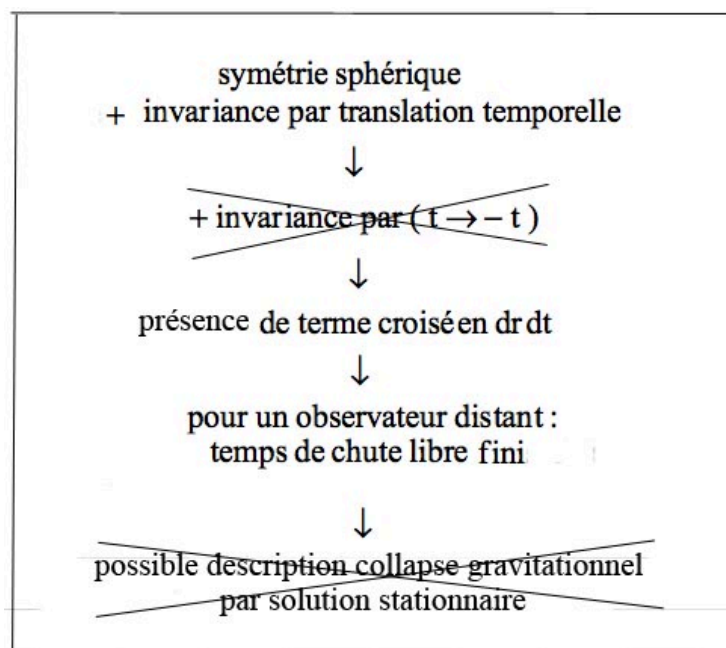 symétrie sphérique
+ invariance par translation temporelle
↓
+ invariance par ( t → – t )
↓
présence de terme croisé en dr dt
↓
pour un observateur distant :
temps de chute libre fini
↓
possible description collapse gravitationnel
par solution stationnaire